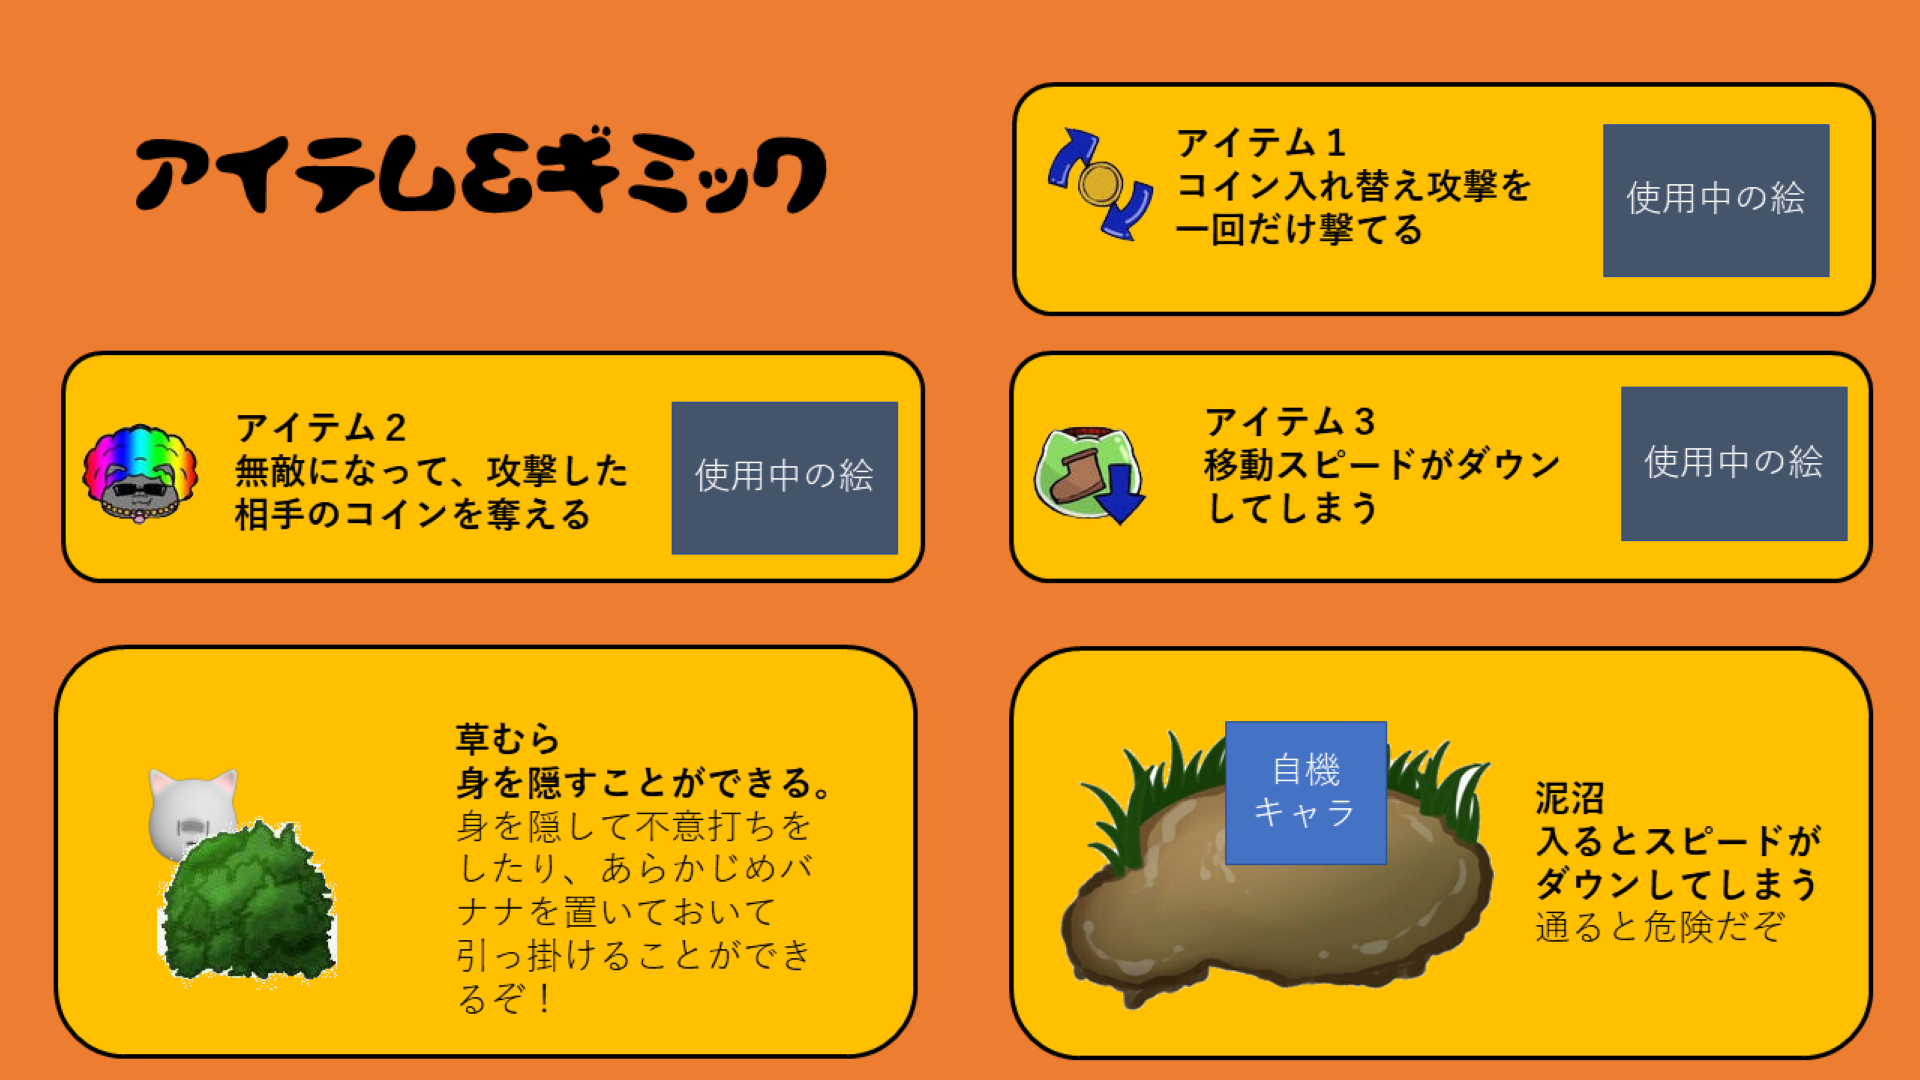 アイテム&ギミック
アイテム１
コイン入れ替え攻撃を
一回だけ撃てる
使用中の絵
アイテム２
無敵になって、攻撃した
相手のコインを奪える
使用中の絵
アイテム３
移動スピードがダウン
してしまう
使用中の絵
草むら
身を隠すことができる。
身を隠して不意打ちを
したり、あらかじめバ
ナナを置いておいて
引っ掛けることができ
るぞ！
自機
キャラ
泥沼
入るとスピードが
ダウンしてしまう
通ると危険だぞ